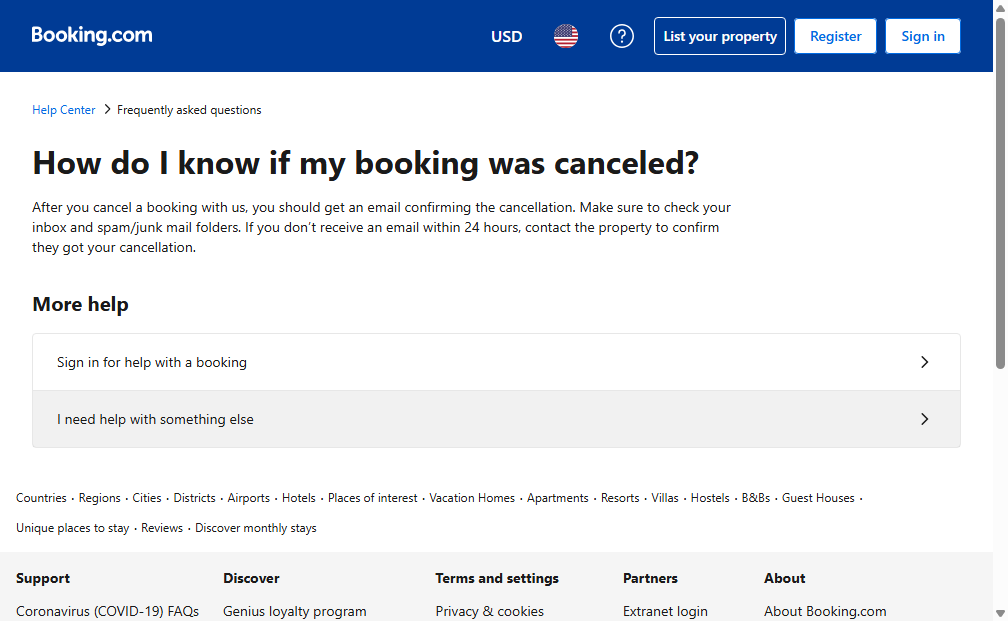 Booking.com
USD
List your property
Register
Sign in
Help Center
Frequently asked questions
How do I know if my booking was canceled?
After you cancel a booking with us, you should get an email confirming the cancellation. Make sure to check your
inbox and spam/junk mail folders. If you don’t receive an email within 24 hours, contact the property to confirm
they got your cancellation.
More help
Sign in for help with a booking
I need help with something else
Countries · Regions · Cities · Districts · Airports · Hotels · Places of interest · Vacation Homes · Apartments · Resorts · Villas · Hostels · B&Bs · Guest Houses ·
Unique places to stay · Reviews · Discover monthly stays
Support
Discover
Terms and settings
Partners
About
Coronavirus (COVID-19) FAQs
Genius loyalty program
Privacy & cookies
Extranet login
About Booking.com